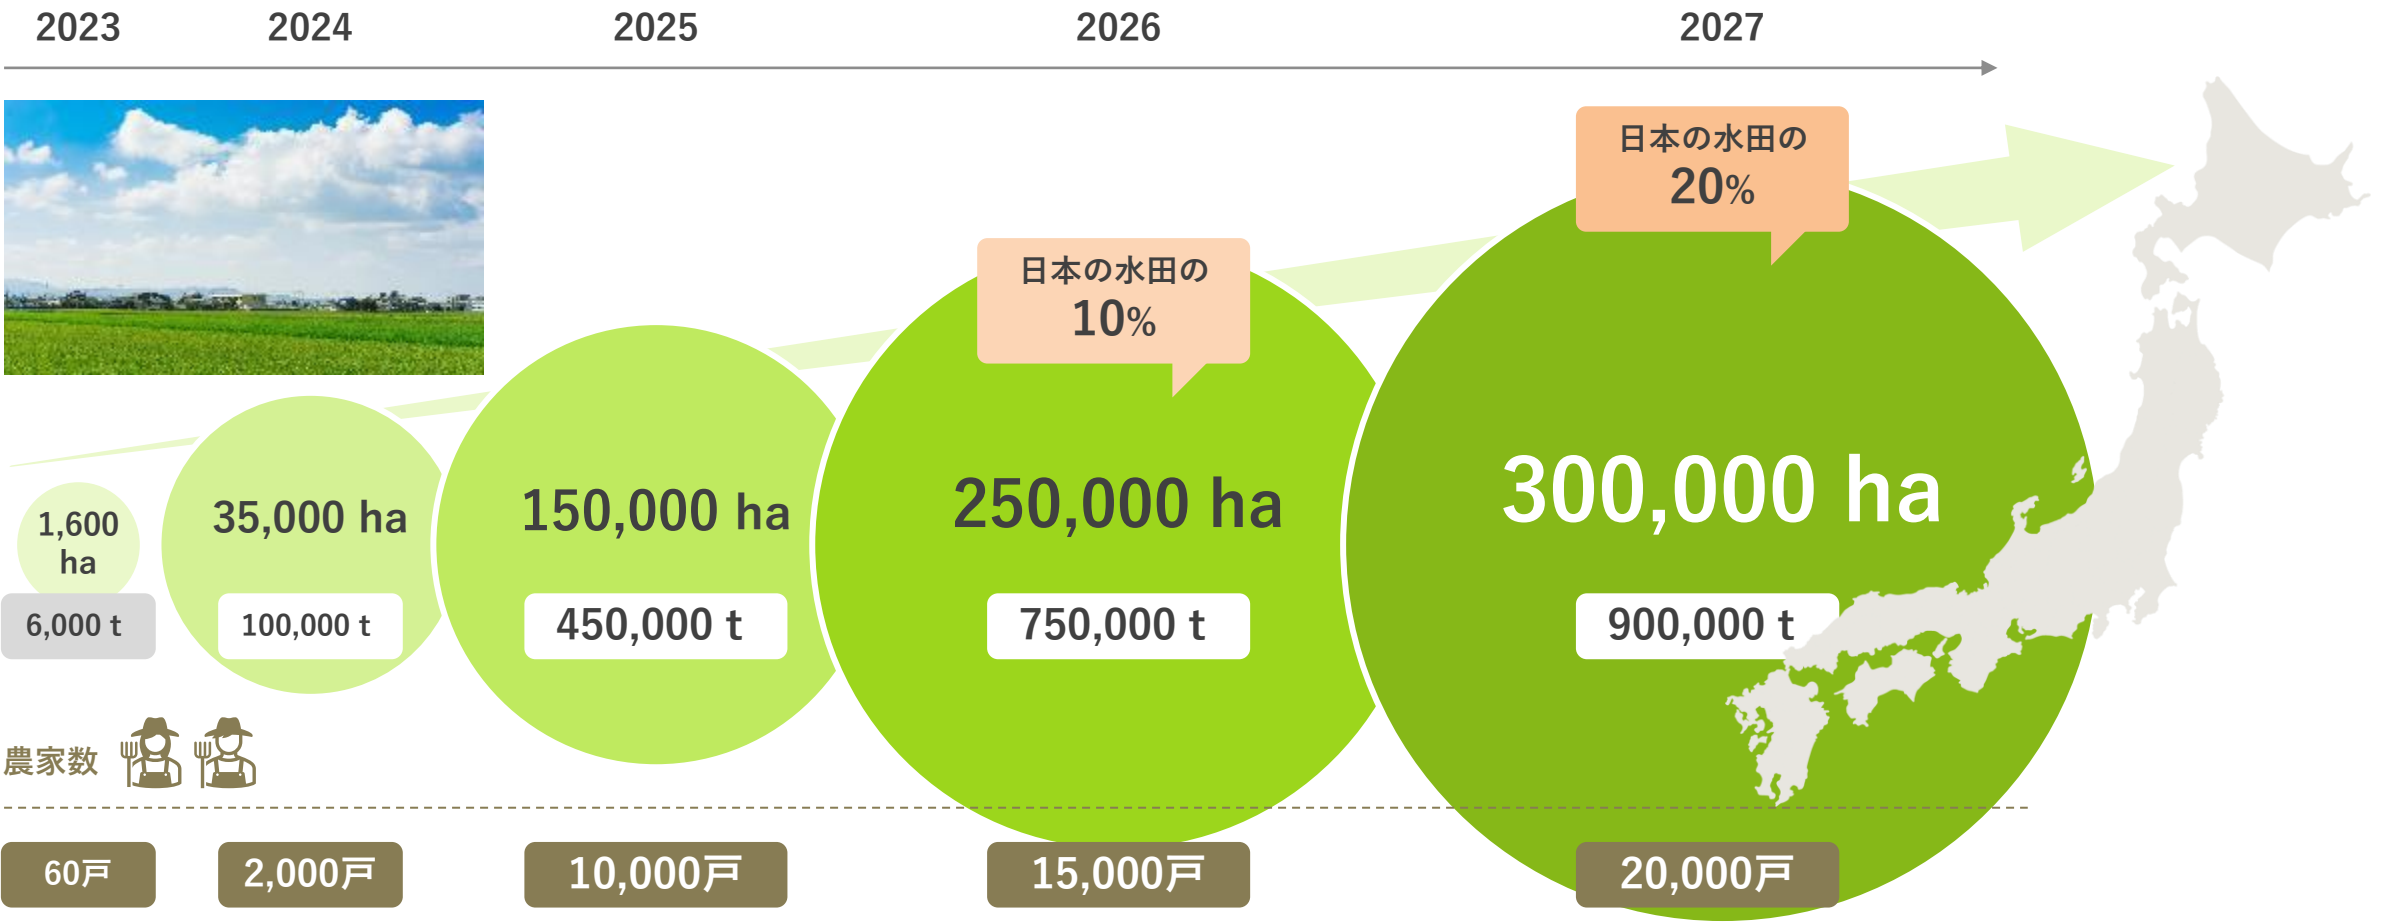 2023
2024
2025
2026
2027
日本の水田の
20%
日本の水田の
10%
1,600
ha
35,000 ha
150,000 ha
250,000 ha
300,000 ha
6,000 t
100,000 t
450,000 t
750,000 t
900,000 t
農家数
60戸
2,000戸
10,000戸
15,000戸
20,000戸